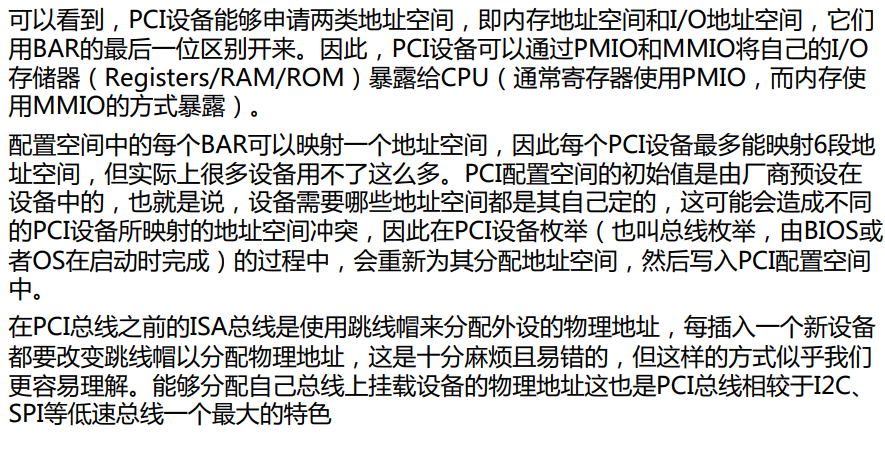 可以看到，PCI设备能够申请两类地址空间，即内存地址空间和I/O地址空间，它们
用BAR的最后一位区别开来。因此，PCI设备可以通过PMIO和MMIO将自己的I/O
存储器（Registers/RAM/ROM）暴露给CPU（通常寄存器使用PMIO，而内存使
用MMIO的方式暴露）。
配置空间中的每个BAR可以映射一个地址空间，因此每个PCI设备最多能映射6段地
址空间，但实际上很多设备用不了这么多。PCI配置空间的初始值是由厂商预设在
设备中的，也就是说，设备需要哪些地址空间都是其自己定的，这可能会造成不同
的PCI设备所映射的地址空间冲突，因此在PCI设备枚举（也叫总线枚举，由BIOS或
者OS在启动时完成）的过程中，会重新为其分配地址空间，然后写入PCI配置空间
中。
在PCI总线之前的ISA总线是使用跳线帽来分配外设的物理地址，每插入一个新设备
都要改变跳线帽以分配物理地址，这是十分麻烦且易错的，但这样的方式似乎我们
更容易理解。能够分配自己总线上挂载设备的物理地址这也是PCI总线相较于I2C、
SPI等低速总线一个最大的特色